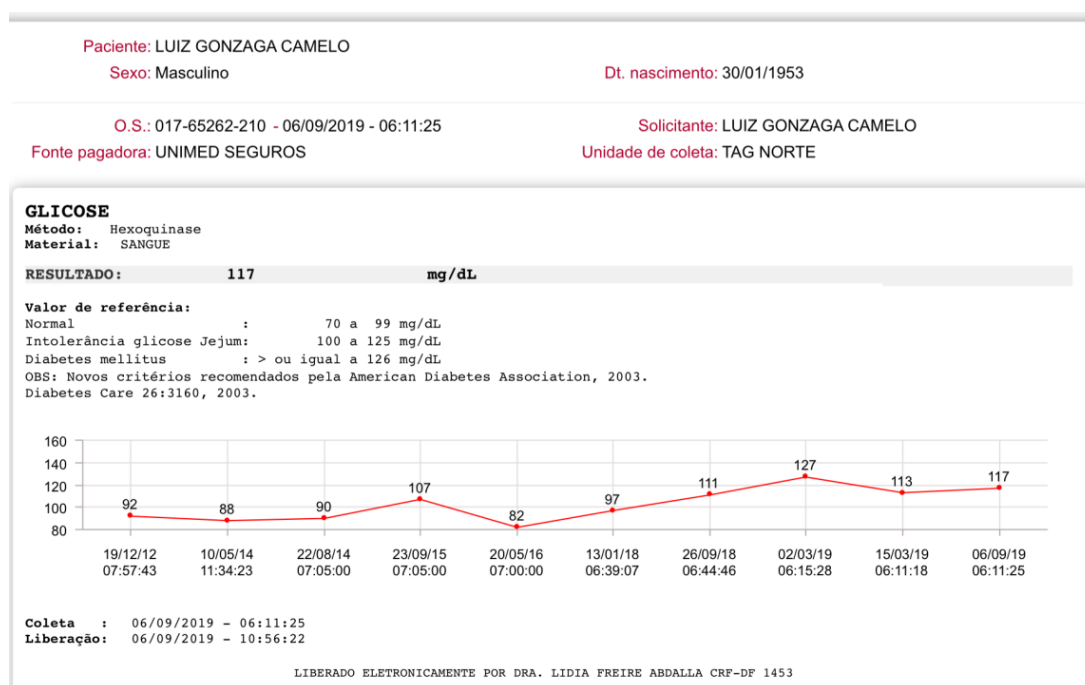 Paciente: LUIZ GONZAGA CAMELO
Sexo: Masculino Dt. nascimento: 30/01/1953
O.S.: 017-65262-210 - 06/09/2019 - 06:11:25 Solicitante: LUIZ GONZAGA CAMELO
Fonte pagadora: UNIMED SEGUROS Unidade de coleta: TAG NORTE
GLICOSE
Método: Hexoquinase
Material: SANGUE
RESULTADO: 117 mg/dL
Valor de referência:
Normal : 70 a 99 mg/dL
Intolerância glicose Jejum: 100 a 125 mg/dL
Diabetes mellitus : > ou igual a 126 mg/dL
OBS: Novos critérios recomendados pela American Diabetes Association, 2003.
Diabetes Care 26:3160, 2003.
160
140
120
100
80
92 88 90 107 82 97 111 127 113 117
19/12/12 10/05/14 22/08/14 23/09/15 20/05/16 13/01/18 26/09/18 02/03/19 15/03/19 06/09/19
07:57:43 11:34:23 07:05:00 07:05:00 07:00:00 06:39:07 06:44:46 06:15:28 06:11:18 06:11:25
Coleta : 06/09/2019 - 06:11:25
Liberação: 06/09/2019 - 10:56:22
LIBERADO ELETRONICAMENTE POR DRA. LIDIA FREIRE ABDALLA CRF-DF 1453